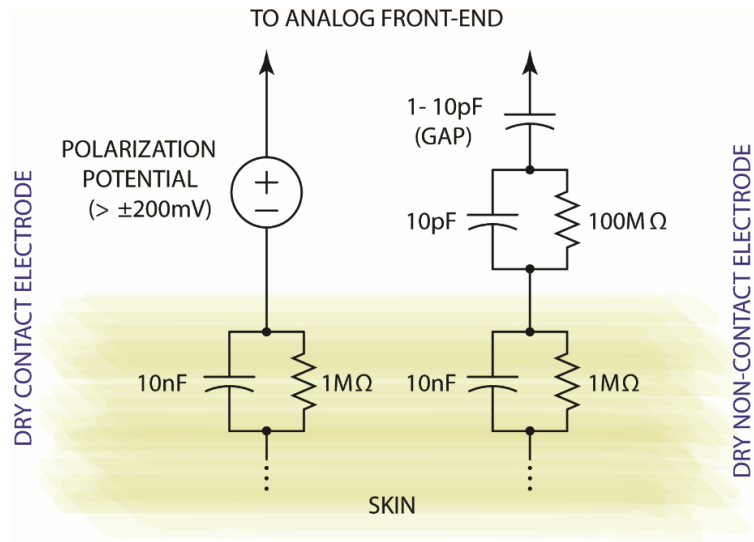 TO ANALOG FRONT-END
DRY CONTACT ELECTRODE
POLARIZATION
POTENTIAL
(> ±200mV)
+
−
10nF
1MΩ
1- 10pF
(GAP)
10pF
100MΩ
10nF
1MΩ
DRY NON-CONTACT ELECTRODE
SKIN